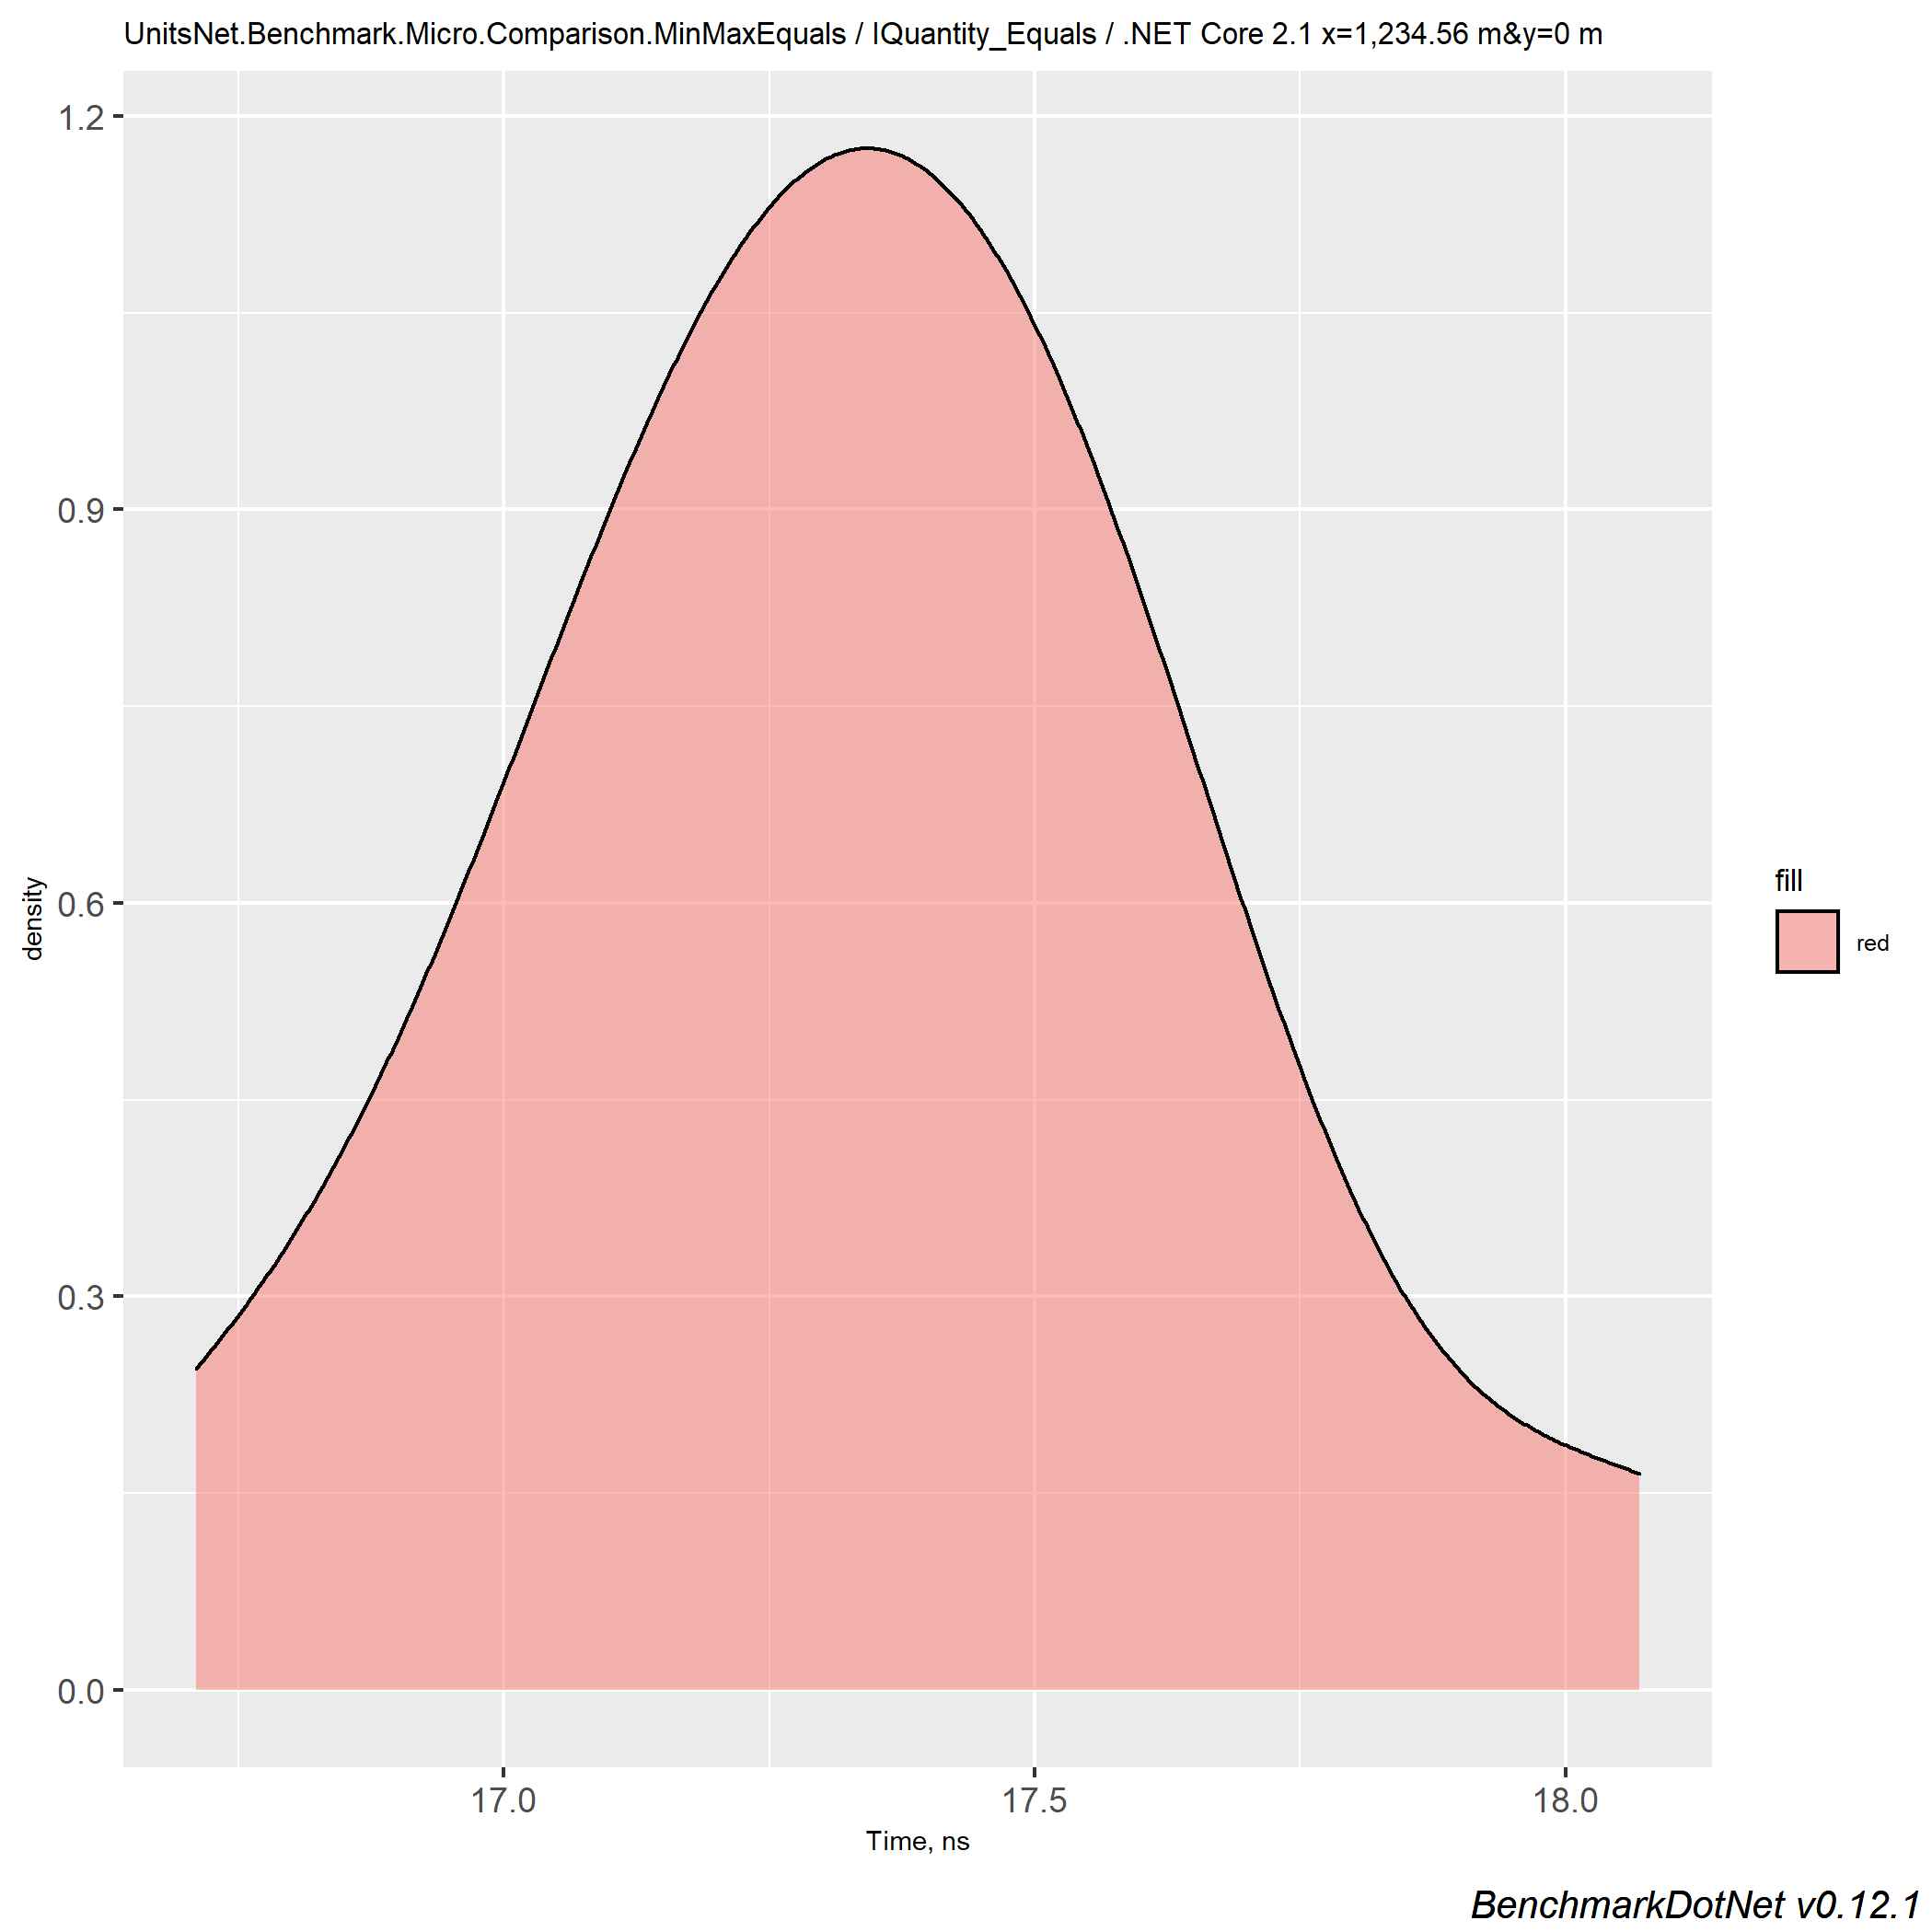 UnitsNet.Benchmark.Micro.Comparison.MinMaxEquals / IQuantity_Equals / .NET Core 2.1 x=1,234.56 m&y=0 m
1.2
0.9
0.6
0.3
0.0
density
fill
red
17.0 17.5 18.0
Time, ns
BenchmarkDotNet v0.12.1